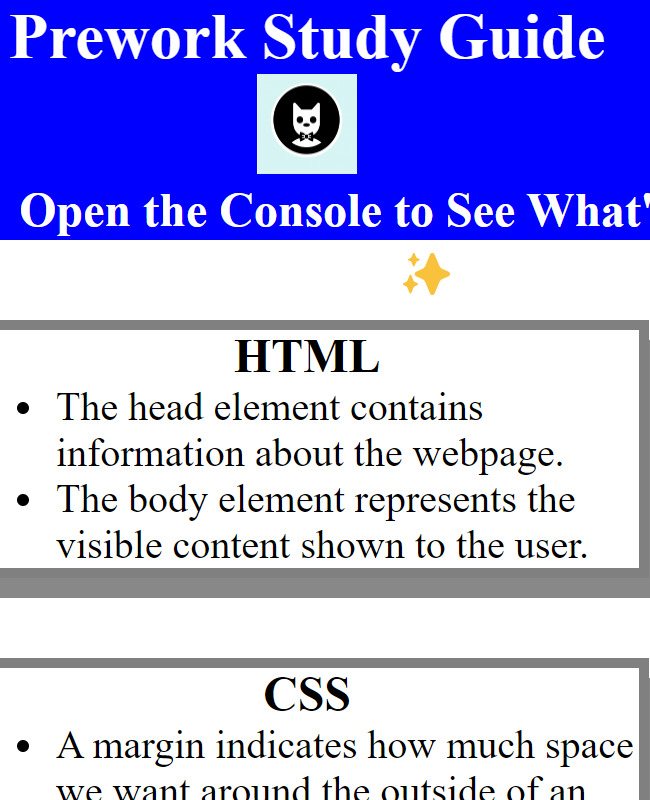 Prework Study Guide
Open the Console to See What'
HTML
• The head element contains
information about the webpage.
• The body element represents the
visible content shown to the user.
CSS
• A margin indicates how much space
we want around the outside of an